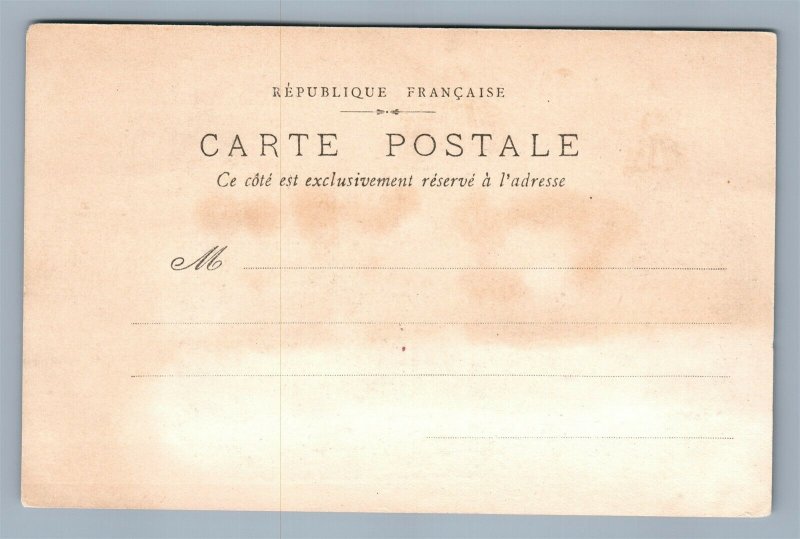 RÉPUBLIQUE FRANÇAISE
CARTE POSTALE
Ce côté est exclusivement réservé à l'adresse
M